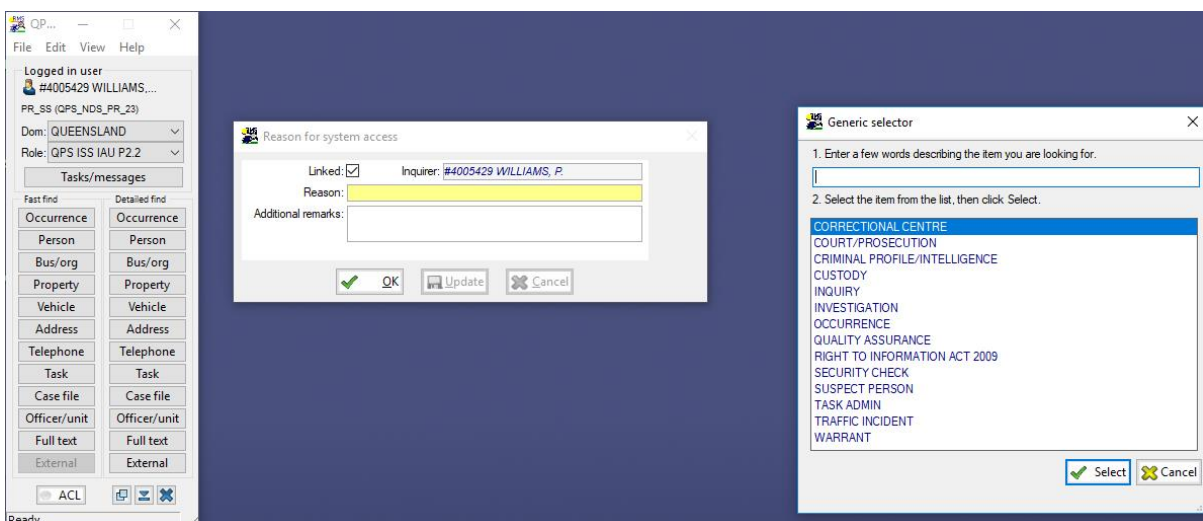 QP...
File Edit View Help
Logged in user
#4005429 WILLIAMS,...
PR_SS (QPS_NDS_PR_23)
Dom: QUEENSLAND
Role: QPS ISS IAU P2.2
Tasks/messages
Fast find Detailed find
Occurrence Occurrence
Person Person
Bus/org Bus/org
Property Property
Vehicle Vehicle
Address Address
Telephone Telephone
Task Task
Case file Case file
Officer/unit Officer/unit
Full text Full text
External External
ACL
Ready
Reason for system access
Linked: Inquirer: #4005429 WILLIAMS, P.
Reason:
Additional remarks:
OK Update Cancel
Generic selector
1. Enter a few words describing the item you are looking for.
2. Select the item from the list, then click Select.
CORRECTIONAL CENTRE
COURT/PROSECUTION
CRIMINAL PROFILE/INTELLIGENCE
CUSTODY
INQUIRY
INVESTIGATION
OCCURRENCE
QUALITY ASSURANCE
RIGHT TO INFORMATION ACT 2009
SECURITY CHECK
SUSPECT PERSON
TASK ADMIN
TRAFFIC INCIDENT
WARRANT
Select Cancel